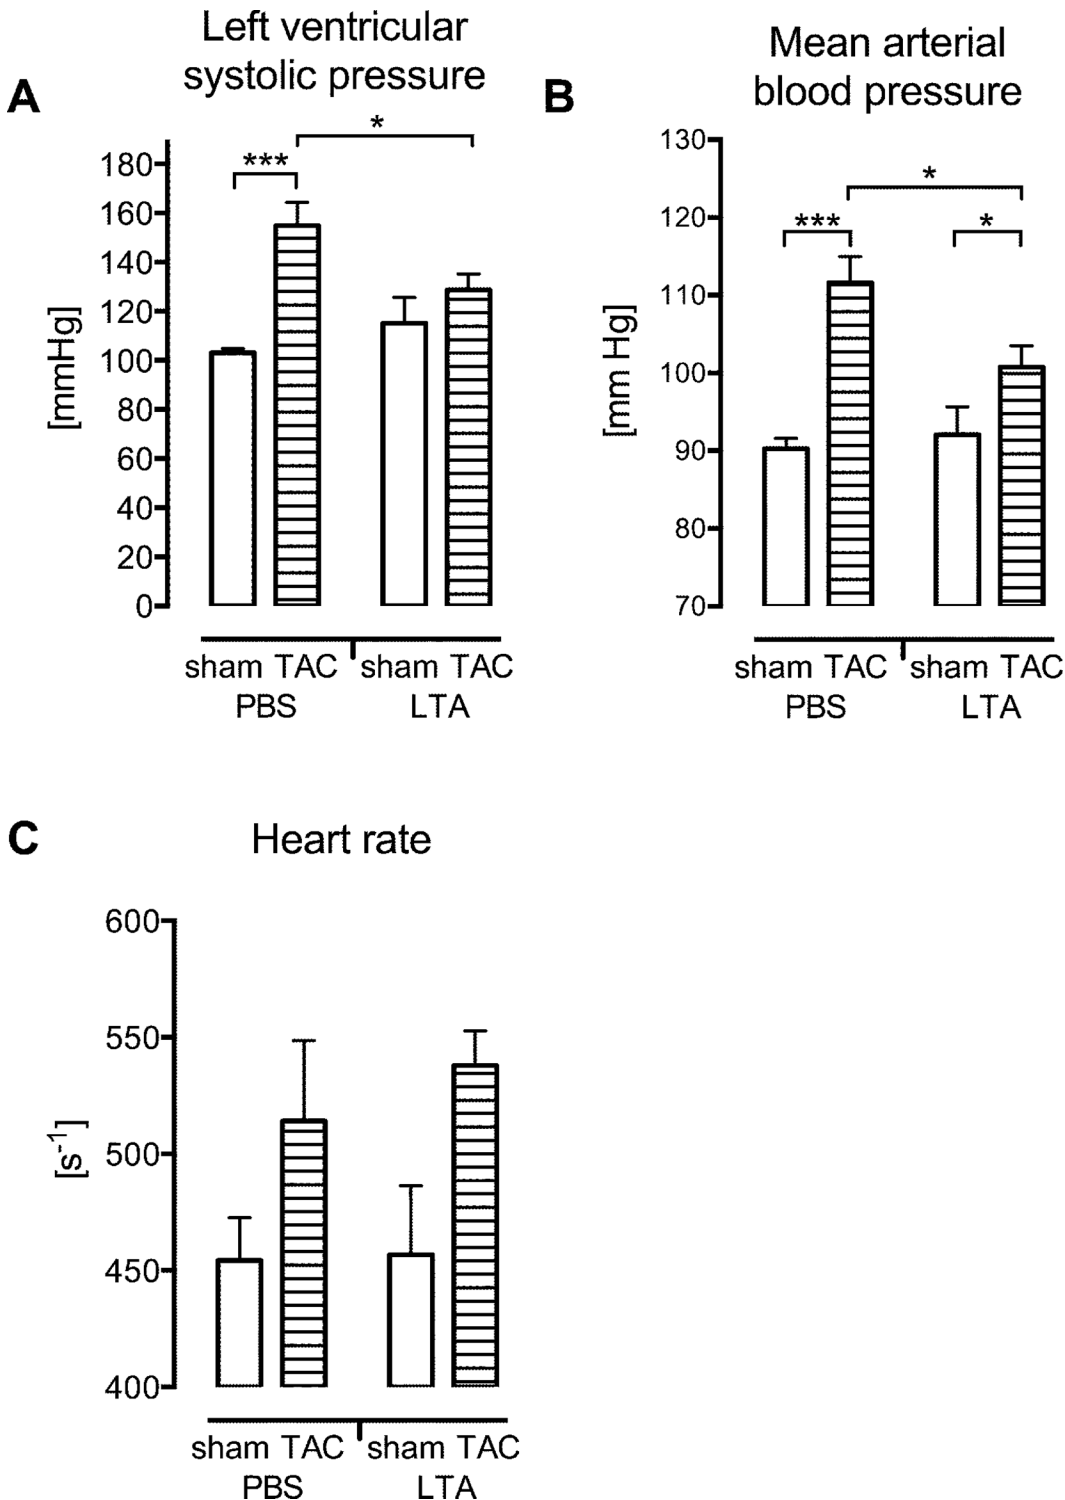 Left ventricular
systolic pressure
A
*
***
180
160
140
120
100
80
60
40
20
0
[mmHg]
sham TAC sham TAC
PBS LTA
Mean arterial
blood pressure
B
130
120
110
100
90
80
70
*
***
*
[mm Hg]
sham TAC sham TAC
PBS LTA
C
Heart rate
600
550
500
450
400
[s-1]
sham TAC sham TAC
PBS LTA